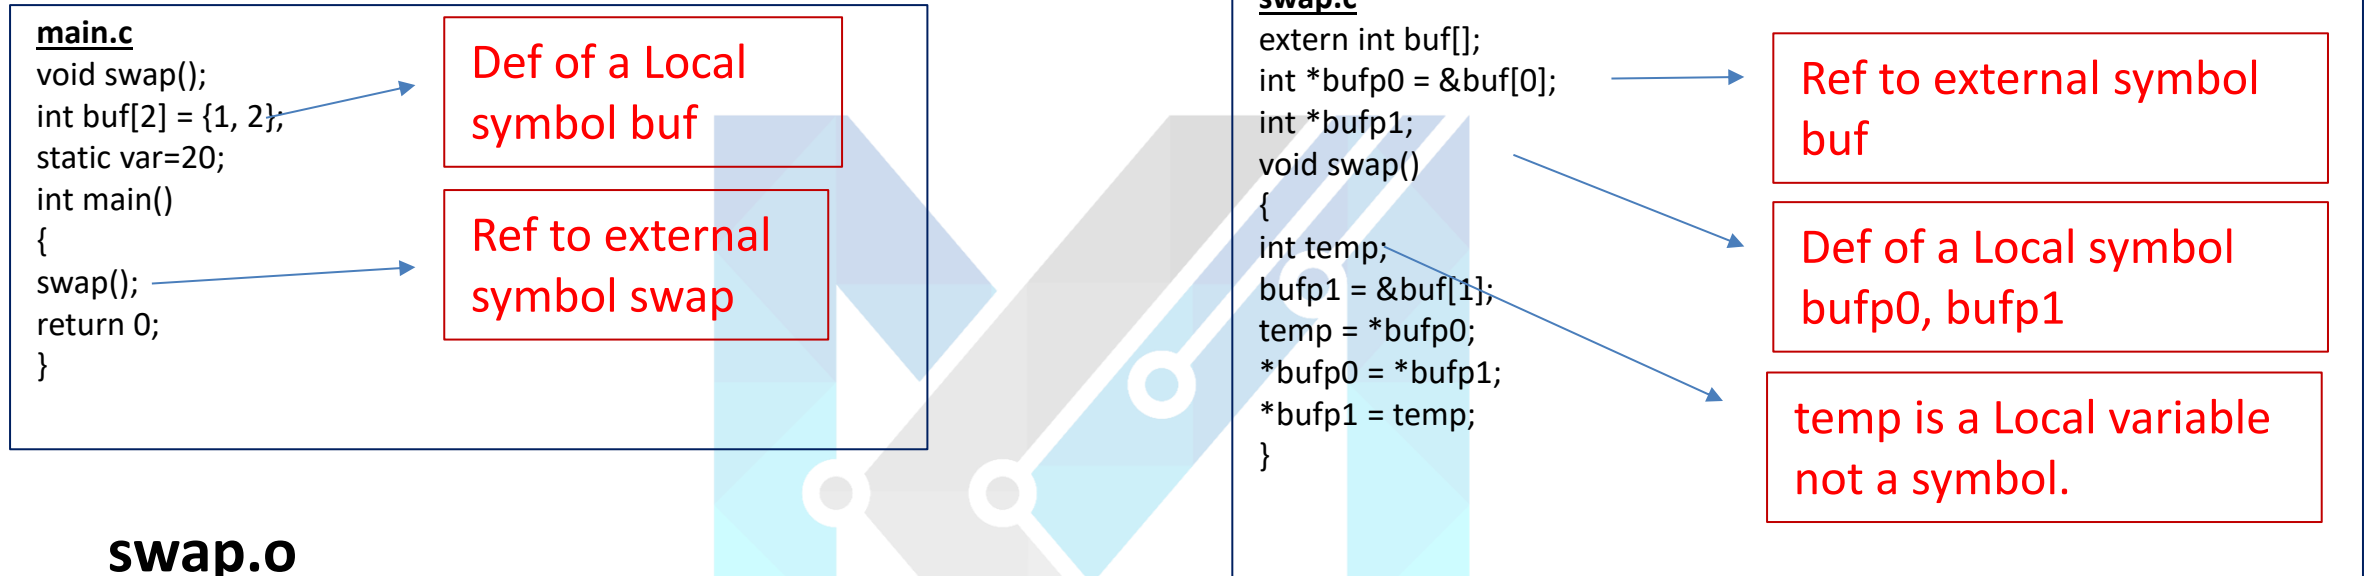 main.c
void swap();
int buf[2] = {1, 2};
static var=20;
int main()
{
swap();
return 0;
}
Def of a Local
symbol buf
Ref to external
symbol swap
swap.c
extern int buf[];
int *bufp0 = &buf[0];
int *bufp1;
void swap()
{
int temp;
bufp1 = &buf[1];
temp = *bufp0;
*bufp0 = *bufp1;
*bufp1 = temp;
}
Ref to external symbol
buf
Def of a Local symbol
bufp0, bufp1
temp is a Local variable
not a symbol.
swap.o